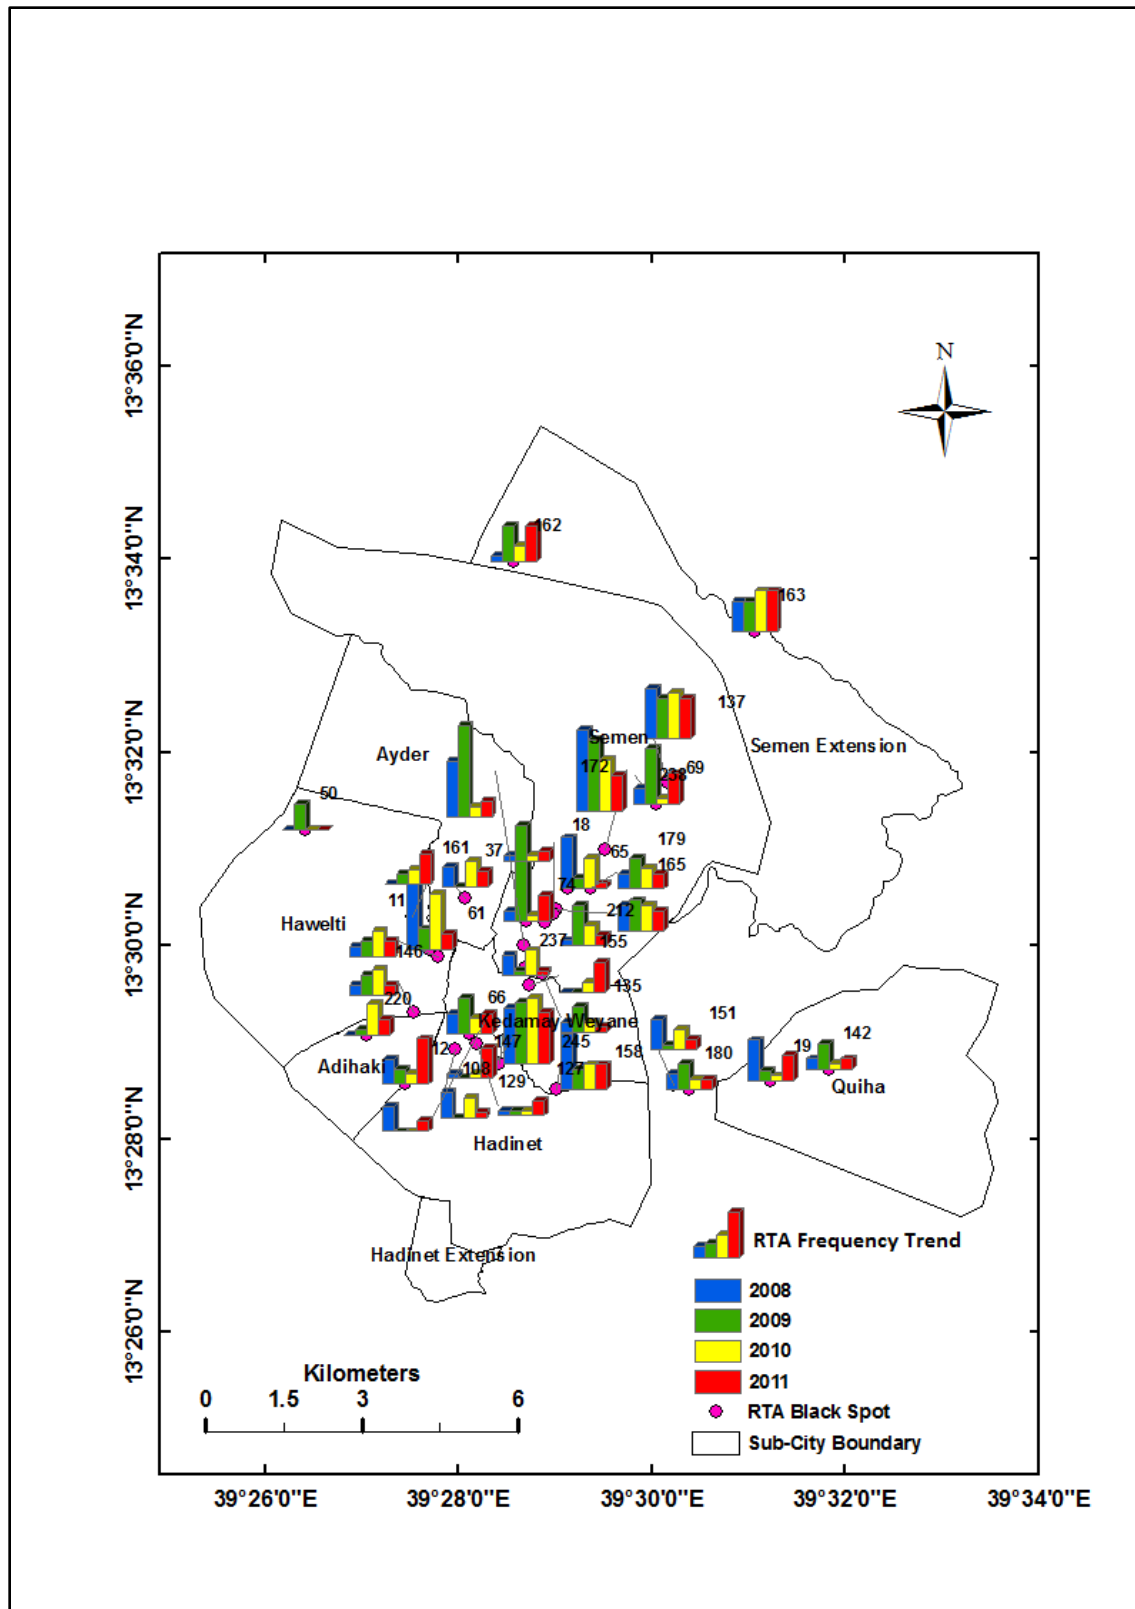 N
13°36'0"N
162
13°34'0"N
163
137
Semen
Semen Extension
13°32'0"N
Ayder
172
238
69
50
18
179
161
37
65
165
11
74
61
212
Hawelti
13°30'0"N
146
237
155
135
220
66
151
Kedamay Weyane
142
12
147
245
158
19
180
Adihaki
108
129
127
Quiha
13°28'0"N
Hadinet
RTA Frequency Trend
Hadinet Extension
2008
2009
13°26'0"N
2010
Kilometers
2011
0 1.5 3 6
RTA Black Spot
Sub-City Boundary
39°26'0"E 39°28'0"E 39°30'0"E 39°32'0"E 39°34'0"E